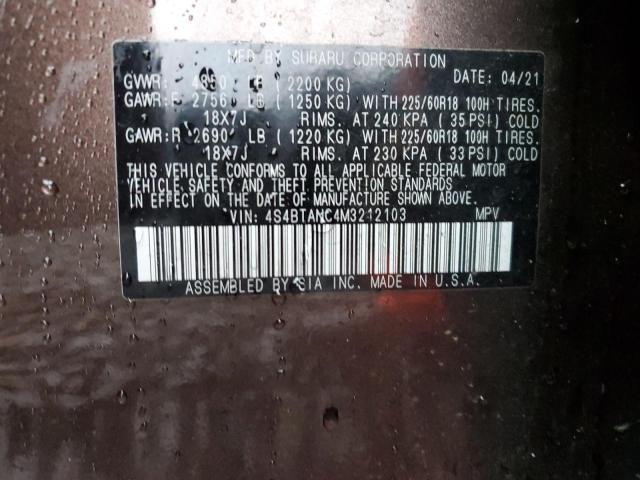 MFD BY SUBARU CORPORATION
DATE: 04/21
GVWR: 4850 LB (2200 KG)
GAWR:F 2756 LB (1250 KG) WITH 225/60R18 100H TIRES.
18X7J RIMS. AT 240 KPA (35 PSI) COLD
GAWR:R 2690 LB (1220 KG) WITH 225/60R18 100H TIRES.
18X7J RIMS. AT 230 KPA (33 PSI) COLD
THIS VEHICLE CONFORMS TO ALL APPLICABLE FEDERAL MOTOR
VEHICLE SAFETY AND THEFT PREVENTION STANDARDS
IN EFFECT ON THE DATE OF MANUFACTURE SHOWN ABOVE.
VIN: 4S4BTANC4M3212103 MPV
ASSEMBLED BY SIA INC. MADE IN U.S.A.